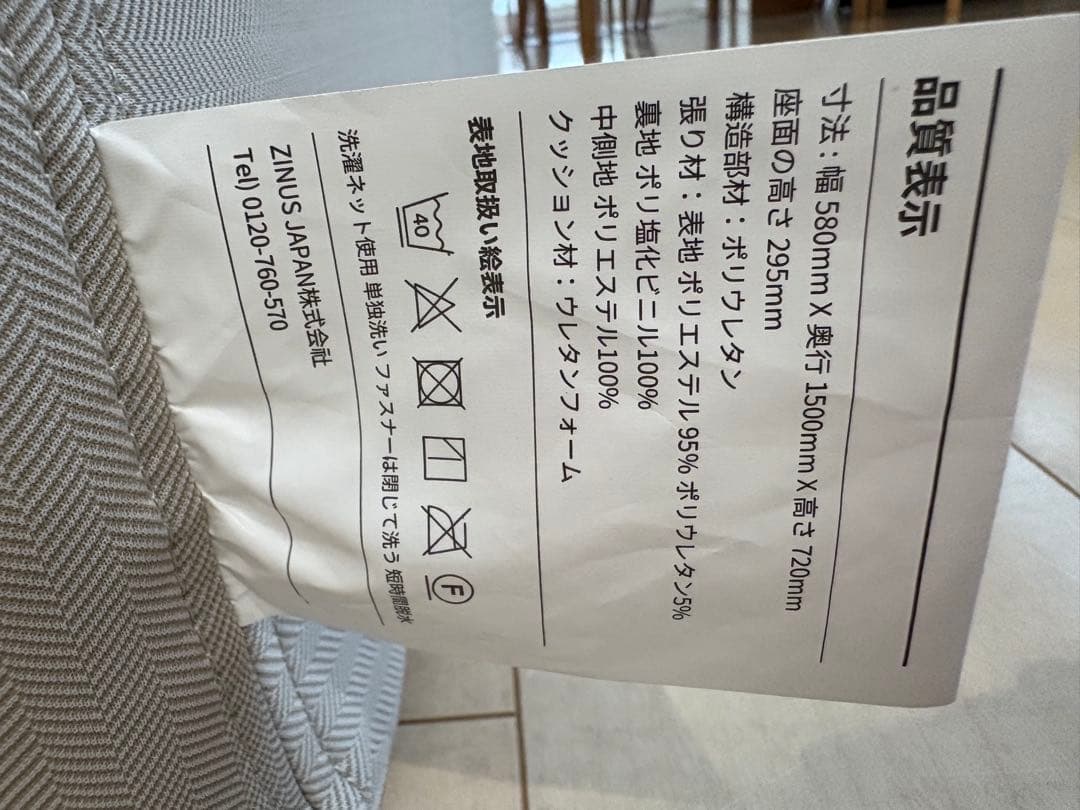 品質表示
寸法：幅 580mm X 奥行 1500mm X 高さ 720mm
座面の高さ 295mm
構造部材：ポリウレタン
張り材：表地 ポリエステル 95% ポリウレタン5%
裏地 ポリ塩化ビニル100%
中側地 ポリエステル100%
クッション材：ウレタンフォーム
表地取扱い絵表示
40
F
洗濯ネット使用 単独洗い ファスナーは閉じて洗う 短時間脱水
ZINUS JAPAN株式会社
Tel) 0120-760-570